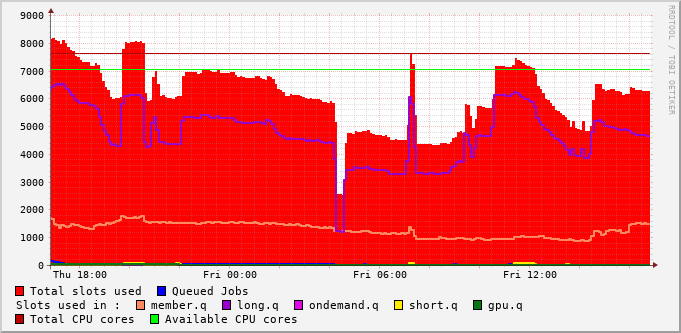 9000
8000
7000
6000
5000
4000
3000
2000
1000
0
Thu 18:00 Fri 00:00 Fri 06:00 Fri 12:00
RRDTOOL / TOBI OETIKER
Total slots used Queued Jobs
Slots used in : member.q long.q ondemand.q short.q gpu.q
Total CPU cores Available CPU cores